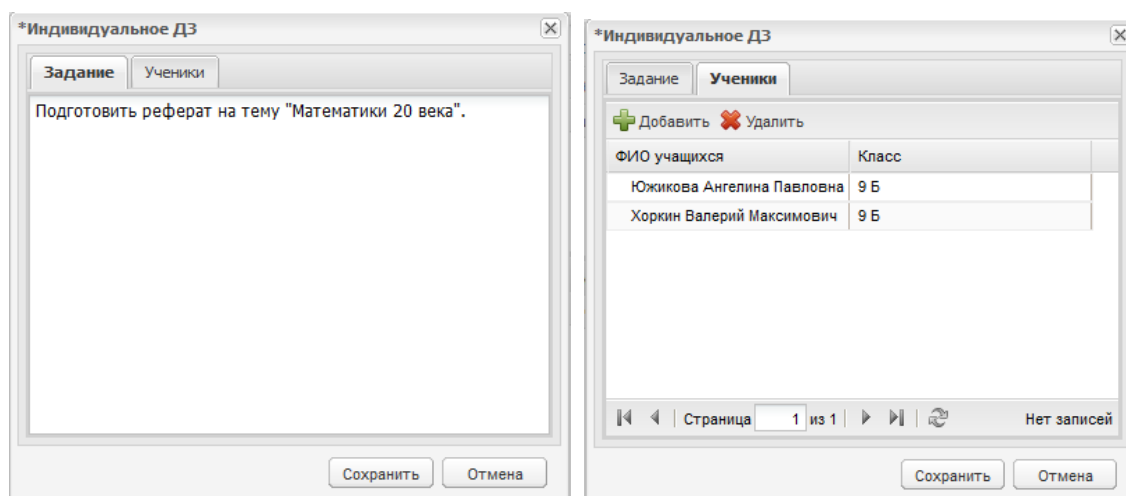 *Индивидуальное ДЗ
Задание Ученики
Подготовить реферат на тему "Математики 20 века".
Сохранить Отмена
*Индивидуальное ДЗ
Задание Ученики
Добавить Удалить
ФИО учащихся Класс
Южикова Ангелина Павловна 9 Б
Хоркин Валерий Максимович 9 Б
Страница 1 из 1 Нет записей
Сохранить Отмена